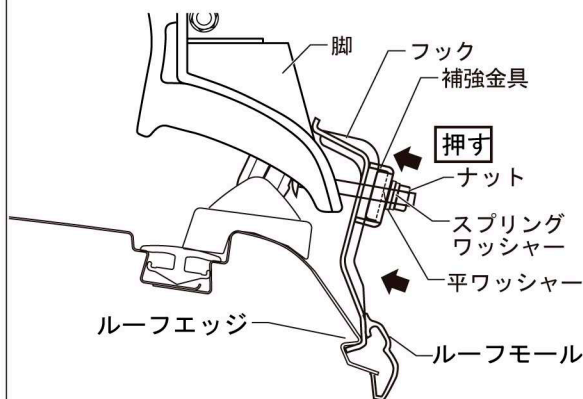 脚
フック
補強金具
押す
ナット
スプリング
ワッシャー
平ワッシャー
ルーフエッジ
ルーフモール